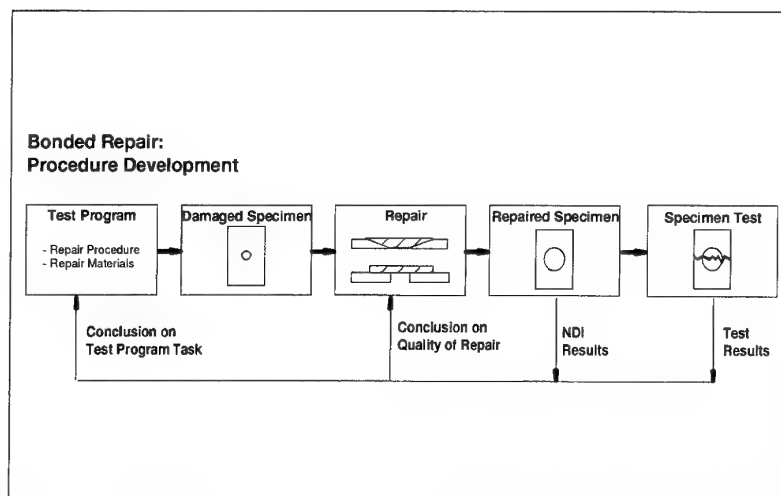 Bonded Repair:
Procedure Development
Test Program
- Repair Procedure
- Repair Materials
Damaged Specimen
Repair
Repaired Specimen
Specimen Test
Conclusion on
Test Program Task
Conclusion on
Quality of Repair
NDI
Results
Test
Results